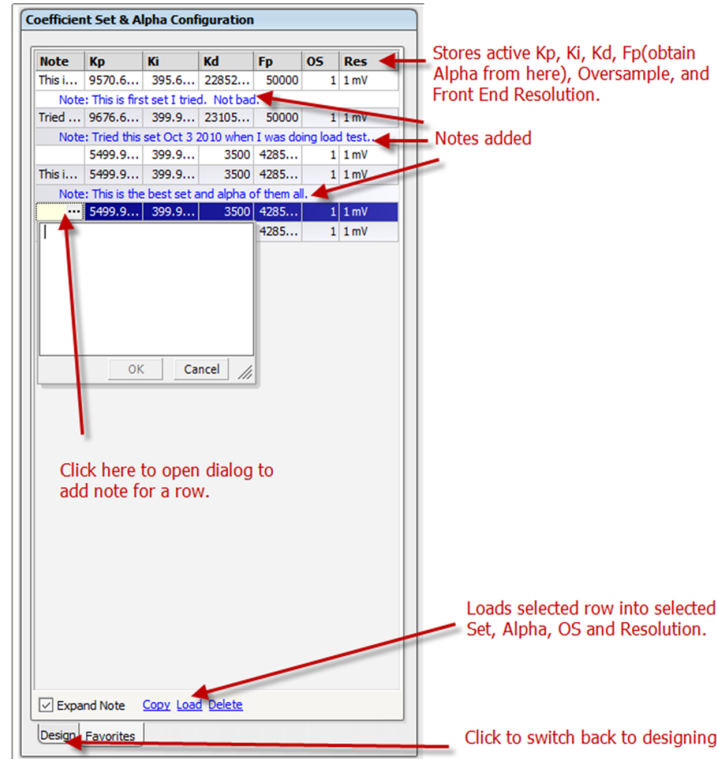 Coefficient Set & Alpha Configuration
Note Kp Ki Kd Fp OS Res
This i... 9570.6... 395.6... 22852... 50000 1 1 mV
Note: This is first set I tried. Not bad.
Tried ... 9676.6... 399.9... 23105... 50000 1 1 mV
Note: Tried this set Oct 3 2010 when I was doing load test.
5499.9... 399.9... 3500 4285... 1 1 mV
This i... 5499.9... 399.9... 3500 4285... 1 1 mV
Note: This is the best set and alpha of them all.
... 5499.9... 399.9... 3500 4285... 1 1 mV
4285... 1 1 mV
OK Cancel
Stores active Kp, Ki, Kd, Fp(obtain
Alpha from here), Oversample, and
Front End Resolution.
Notes added
Click here to open dialog to
add note for a row.
Loads selected row into selected
Set, Alpha, OS and Resolution.
Expand Note Copy Load Delete
Design Favorites
Click to switch back to designing